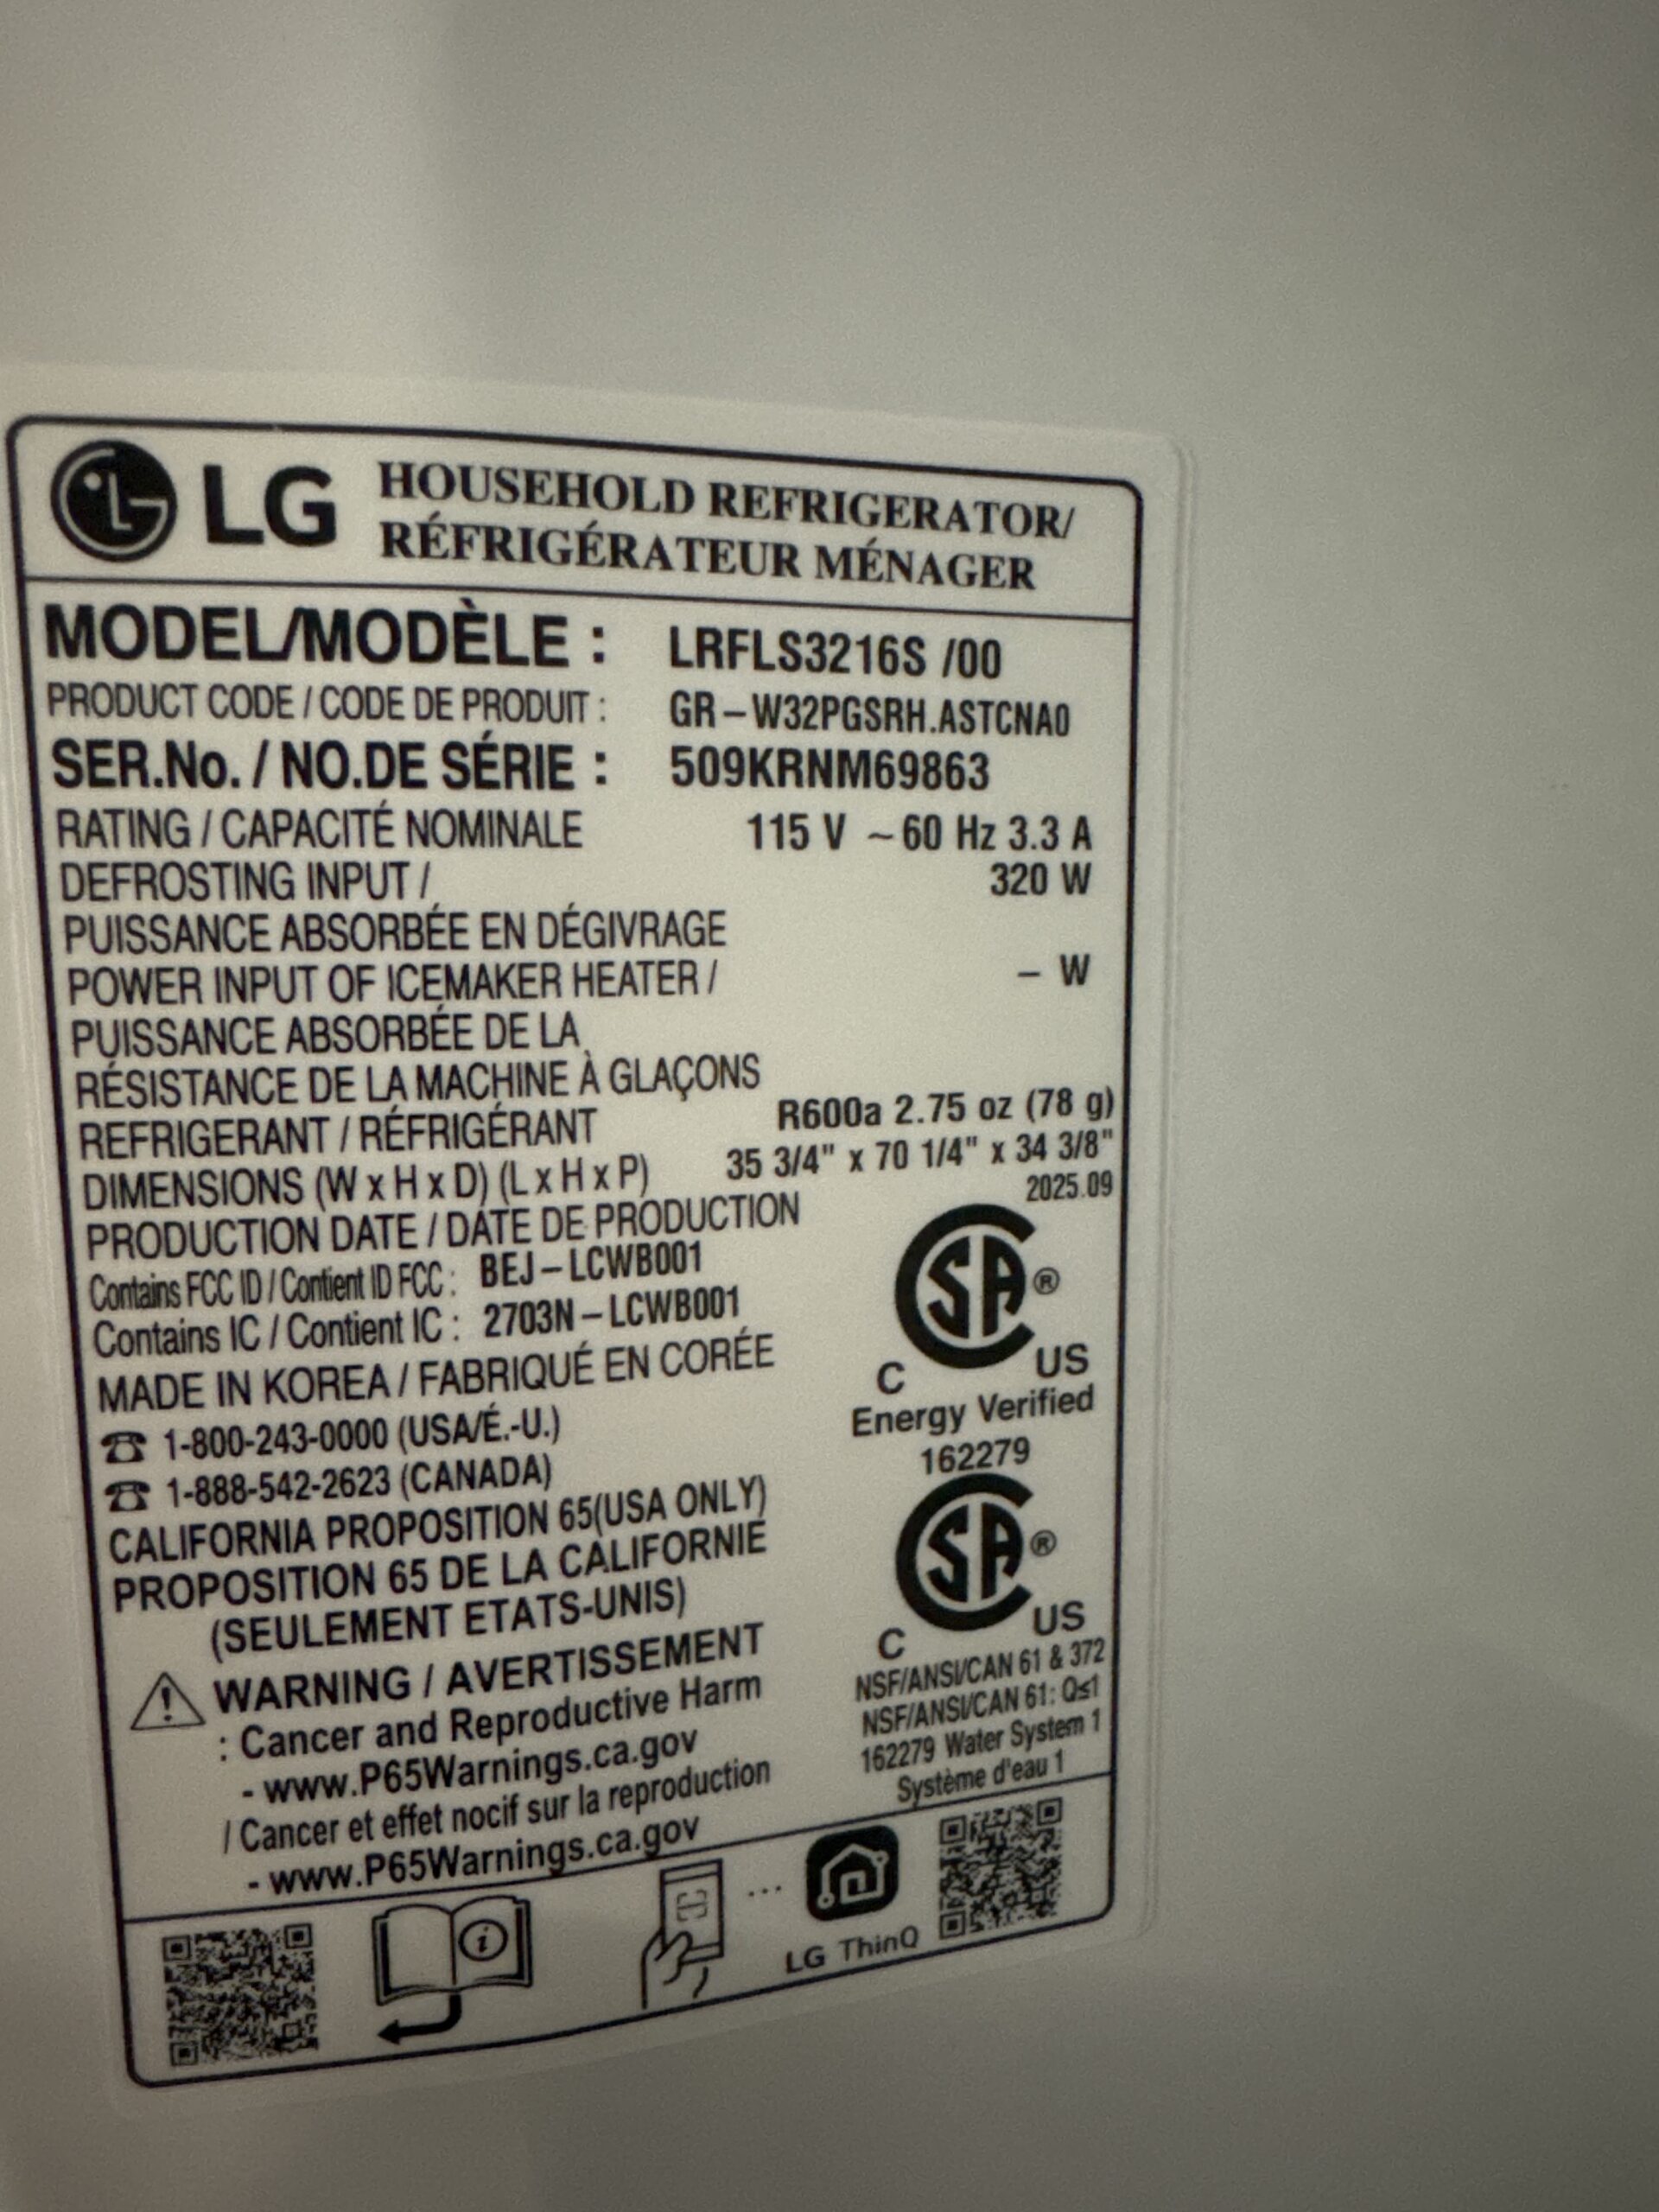 LG HOUSEHOLD REFRIGERATOR/
RÉFRIGÉRATEUR MÉNAGER
MODEL/MODÈLE : LRFLS3216S /00
PRODUCT CODE / CODE DE PRODUIT : GR-W32PGSRH.ASTCNA0
SER.No. / NO.DE SÉRIE : 509KRNM69863
RATING / CAPACITÉ NOMINALE 115 V ~ 60 Hz 3.3 A
DEFROSTING INPUT / 320 W
PUISSANCE ABSORBÉE EN DÉGIVRAGE
POWER INPUT OF ICEMAKER HEATER / – W
PUISSANCE ABSORBÉE DE LA
RÉSISTANCE DE LA MACHINE À GLAÇONS
REFRIGERANT / RÉFRIGÉRANT R600a 2.75 oz (78 g)
DIMENSIONS (W x H x D) (L x H x P) 35 3/4" x 70 1/4" x 34 3/8"
PRODUCTION DATE / DATE DE PRODUCTION 2025.09
Contains FCC ID / Contient ID FCC : BEJ-LCWB001
Contains IC / Contient IC : 2703N-LCWB001
MADE IN KOREA / FABRIQUÉ EN CORÉE
☎ 1-800-243-0000 (USA/É.-U.)
☎ 1-888-542-2623 (CANADA)
CALIFORNIA PROPOSITION 65(USA ONLY)
PROPOSITION 65 DE LA CALIFORNIE
(SEULEMENT ETATS-UNIS)
WARNING / AVERTISSEMENT
: Cancer and Reproductive Harm
- www.P65Warnings.ca.gov
/ Cancer et effet nocif sur la reproduction
- www.P65Warnings.ca.gov
CSA®
C US
Energy Verified
162279
CSA®
C US
NSF/ANSI/CAN 61 & 372
NSF/ANSI/CAN 61: Q≤1
162279 Water System 1
Système d'eau 1
i
...
LG ThinQ